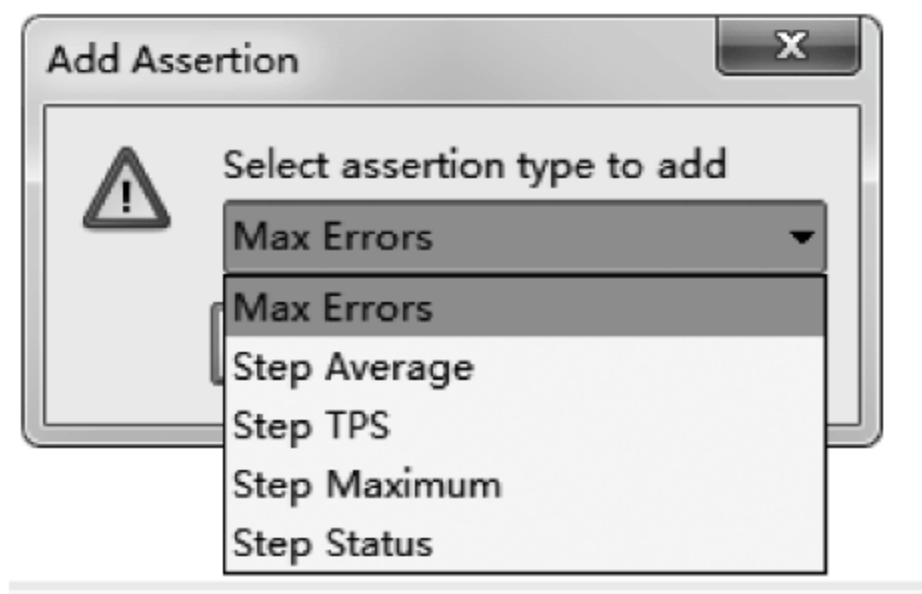 Add Assertion
Select assertion type to add
Max Errors
Max Errors
Step Average
Step TPS
Step Maximum
Step Status